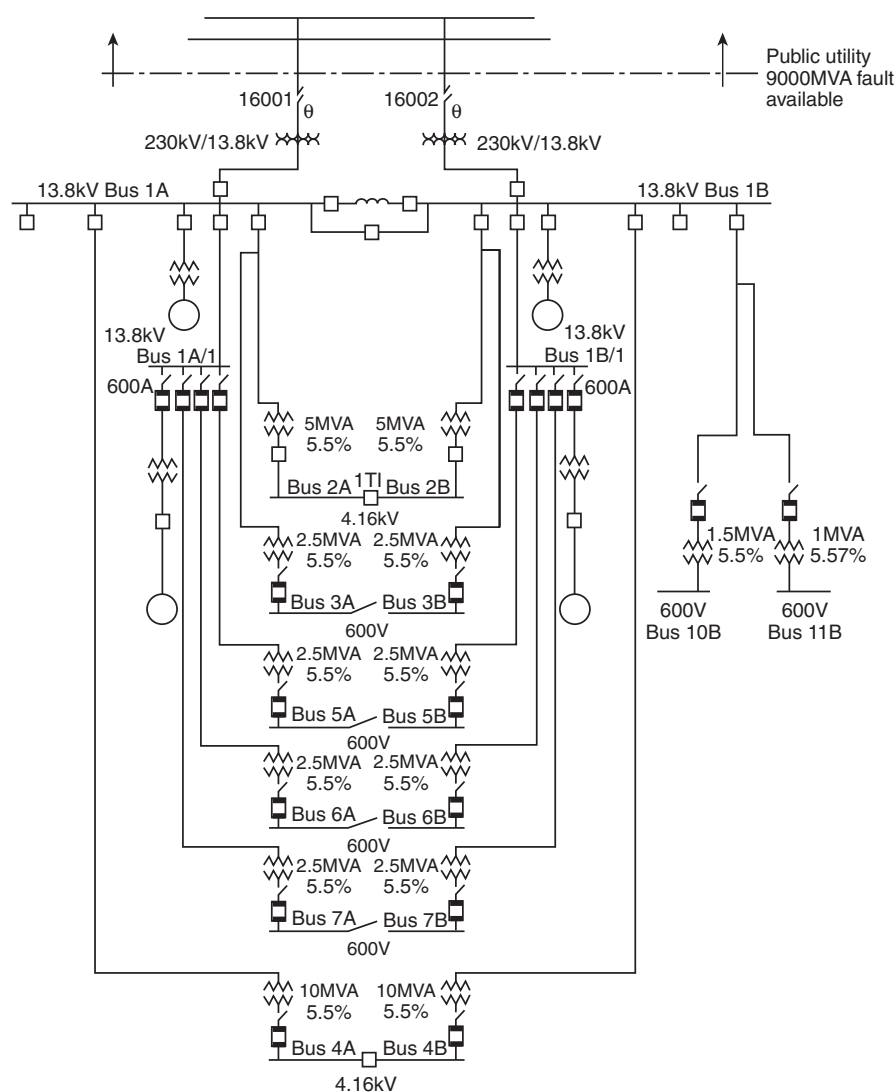 Public utility
9000MVA fault
available
16001
θ
16002
θ
230kV/13.8kV
230kV/13.8kV
13.8kV Bus 1A
13.8kV Bus 1B
13.8kV
Bus 1A/1
600A
13.8kV
Bus 1B/1
600A
5MVA
5.5%
5MVA
5.5%
Bus 2A
1TI
Bus 2B
4.16kV
2.5MVA
5.5%
2.5MVA
5.5%
Bus 3A
Bus 3B
600V
1.5MVA
5.5%
1MVA
5.57%
600V
Bus 10B
600V
Bus 11B
2.5MVA
5.5%
2.5MVA
5.5%
Bus 5A
Bus 5B
600V
2.5MVA
5.5%
2.5MVA
5.5%
Bus 6A
Bus 6B
600V
2.5MVA
5.5%
2.5MVA
5.5%
Bus 7A
Bus 7B
600V
10MVA
5.5%
10MVA
5.5%
Bus 4A
Bus 4B
4.16kV